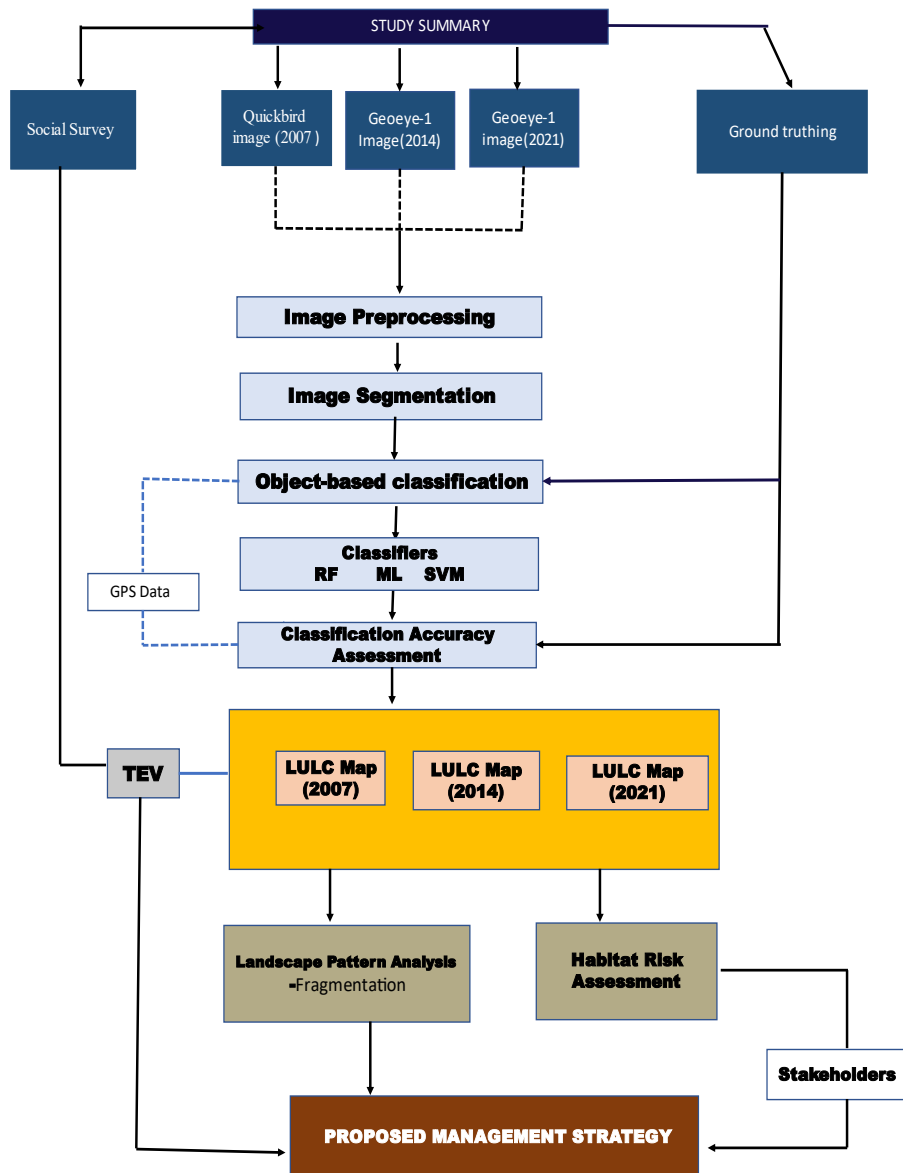 STUDY SUMMARY
Social Survey
Quickbird
image (2007 )
Geoeye-1
Image(2014)
Geoeye-1
image(2021)
Ground truthing
Image Preprocessing
Image Segmentation
Object-based classification
Classifiers
RF ML SVM
GPS Data
Classification Accuracy
Assessment
TEV
LULC Map
(2007)
LULC Map
(2014)
LULC Map
(2021)
Landscape Pattern Analysis
-Fragmentation
Habitat Risk
Assessment
Stakeholders
PROPOSED MANAGEMENT STRATEGY